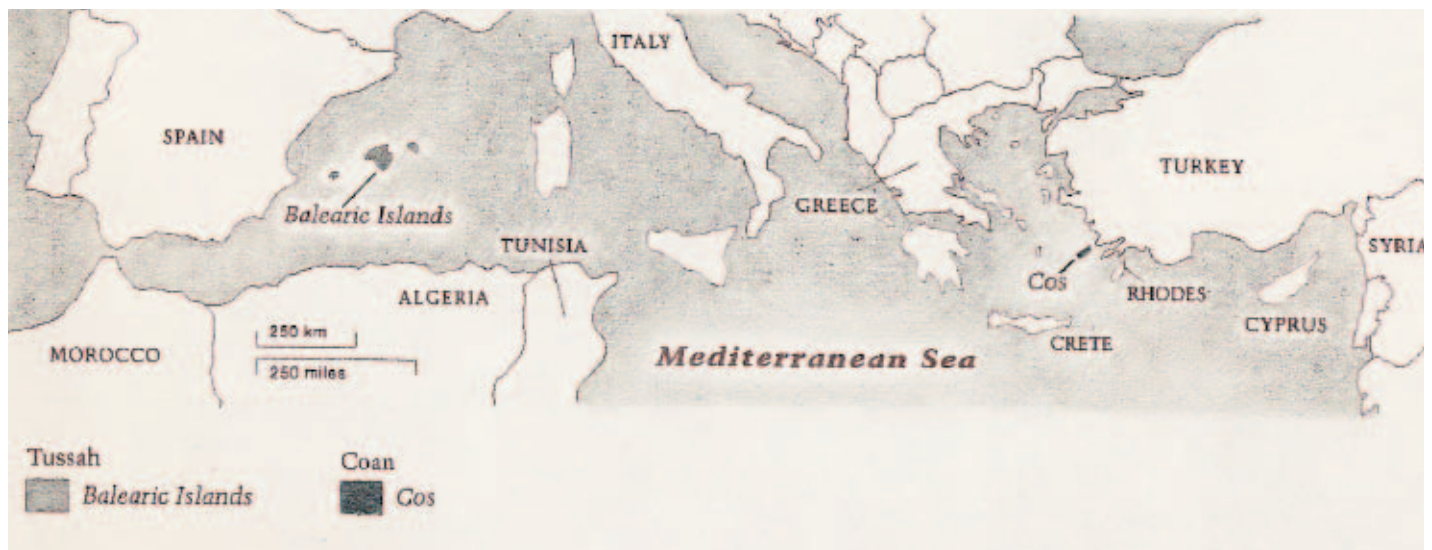 ITALY
SPAIN
TURKEY
GREECE
Balearic Islands
TUNISIA
SYRIA
Cos
RHODES
ALGERIA
250 km
CYPRUS
MOROCCO
Mediterranean Sea
CRETE
250 miles
Tussah
Coan
Balearic Islands
Cos